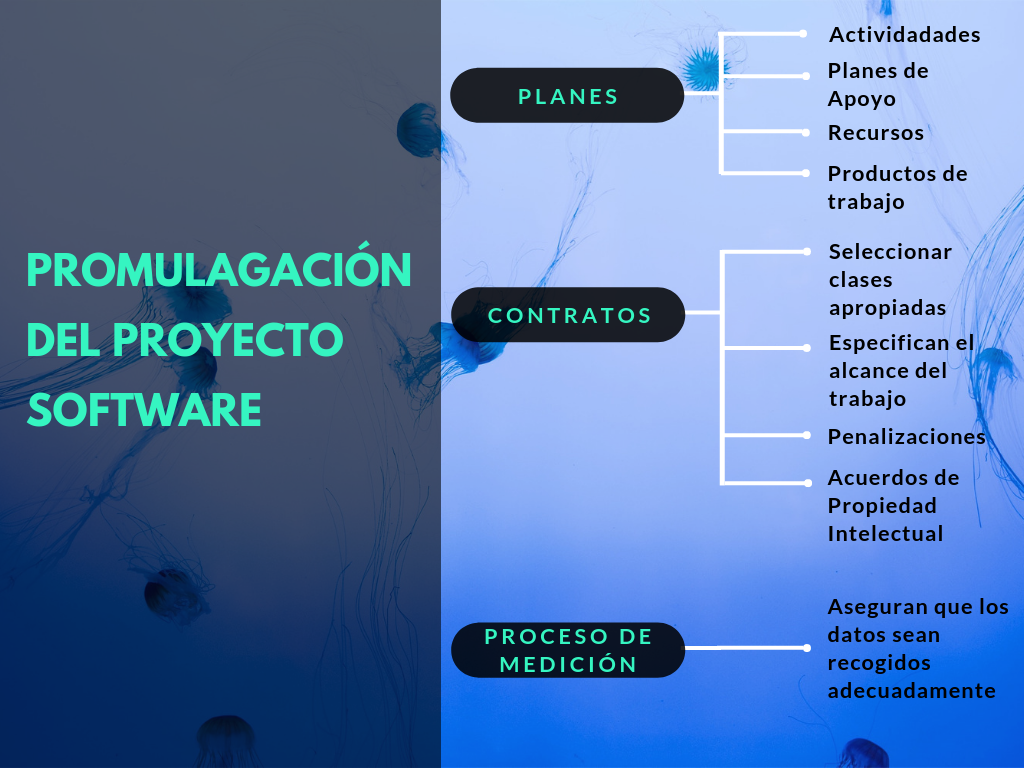 PROMULAGACIÓN
DEL PROYECTO
SOFTWARE
PLANES
Actividadades
Planes de
Apoyo
Recursos
Productos de
trabajo
CONTRATOS
Seleccionar
clases
apropiadas
Especifican el
alcance del
trabajo
Penalizaciones
Acuerdos de
Propiedad
Intelectual
PROCESO DE
MEDICIÓN
Aseguran que los
datos sean
recogidos
adecuadamente